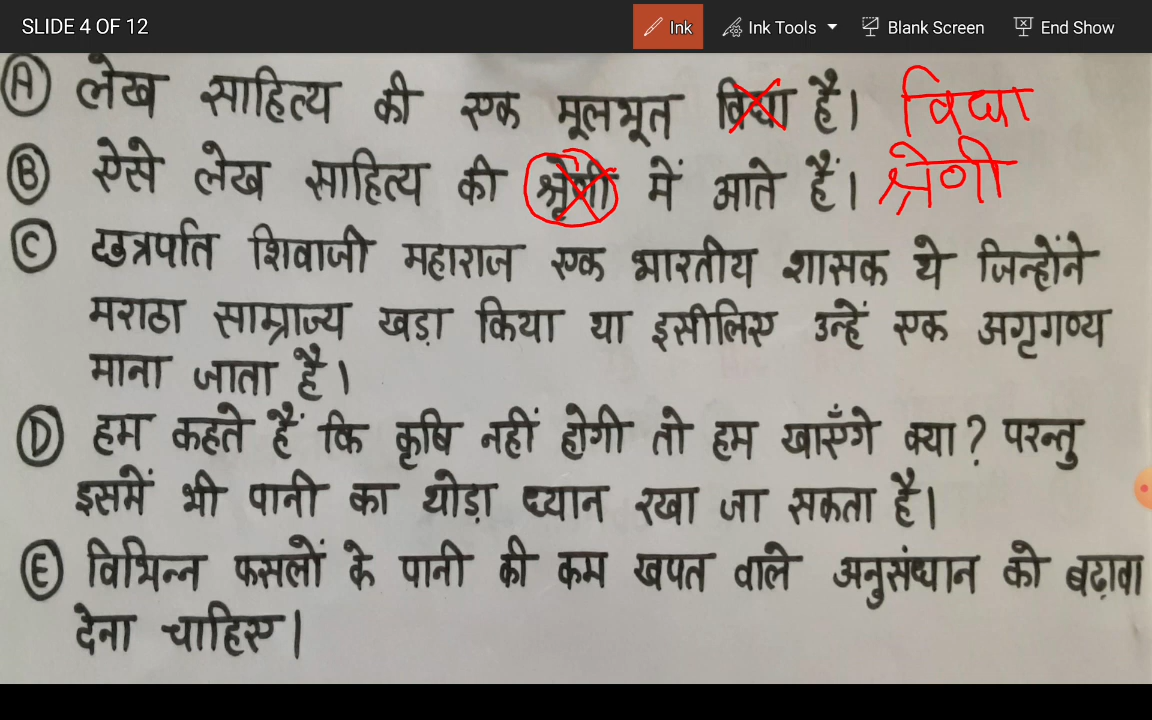 SLIDE 4 OF 12 Ink Ink Tools Blank Screen End Show
A लेख साहित्य की एक मूलभूत है। विधा
B ऐसे लेख साहित्य की में आते हैं। श्रेणी
C छत्रपति शिवाजी महाराज एक भारतीय शासक थे जिन्होंने
मराठा साम्राज्य खड़ा किया था इसीलिए उन्हें एक अगृगण्य
माना जाता है।
D हम कहते हैं कि कृषि नहीं होगी तो हम खाएँगे क्या? परन्तु
इसमें भी पानी का थोड़ा ध्यान रखा जा सकता है।
E विभिन्न फसलों के पानी की कम खपत वाले अनुसंधान को बढ़ावा
देना चाहिए।